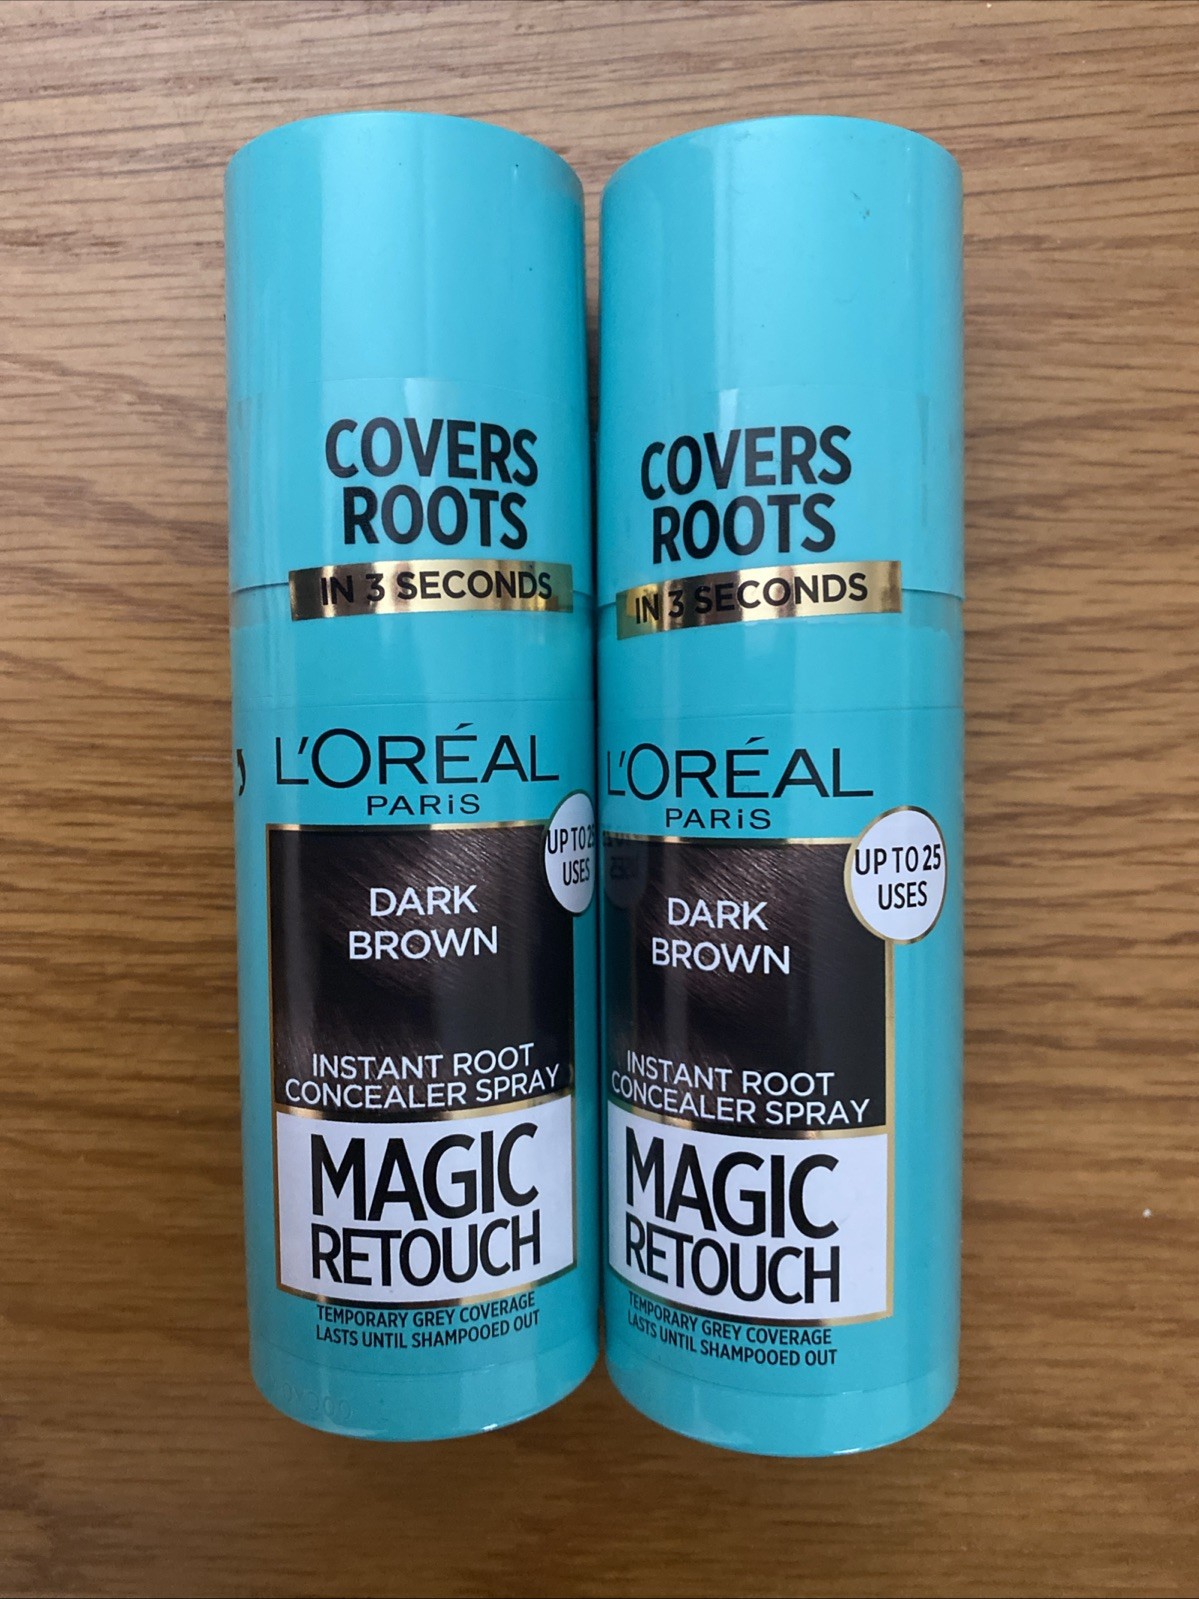 COVERS
ROOTS
IN 3 SECONDS
L'ORÉAL
PARiS
UP TO 25
USES
DARK
BROWN
INSTANT ROOT
CONCEALER SPRAY
MAGIC
RETOUCH
TEMPORARY GREY COVERAGE
LASTS UNTIL SHAMPOOED OUT
COVERS
ROOTS
IN 3 SECONDS
L'ORÉAL
PARiS
UP TO 25
USES
DARK
BROWN
INSTANT ROOT
CONCEALER SPRAY
MAGIC
RETOUCH
TEMPORARY GREY COVERAGE
LASTS UNTIL SHAMPOOED OUT